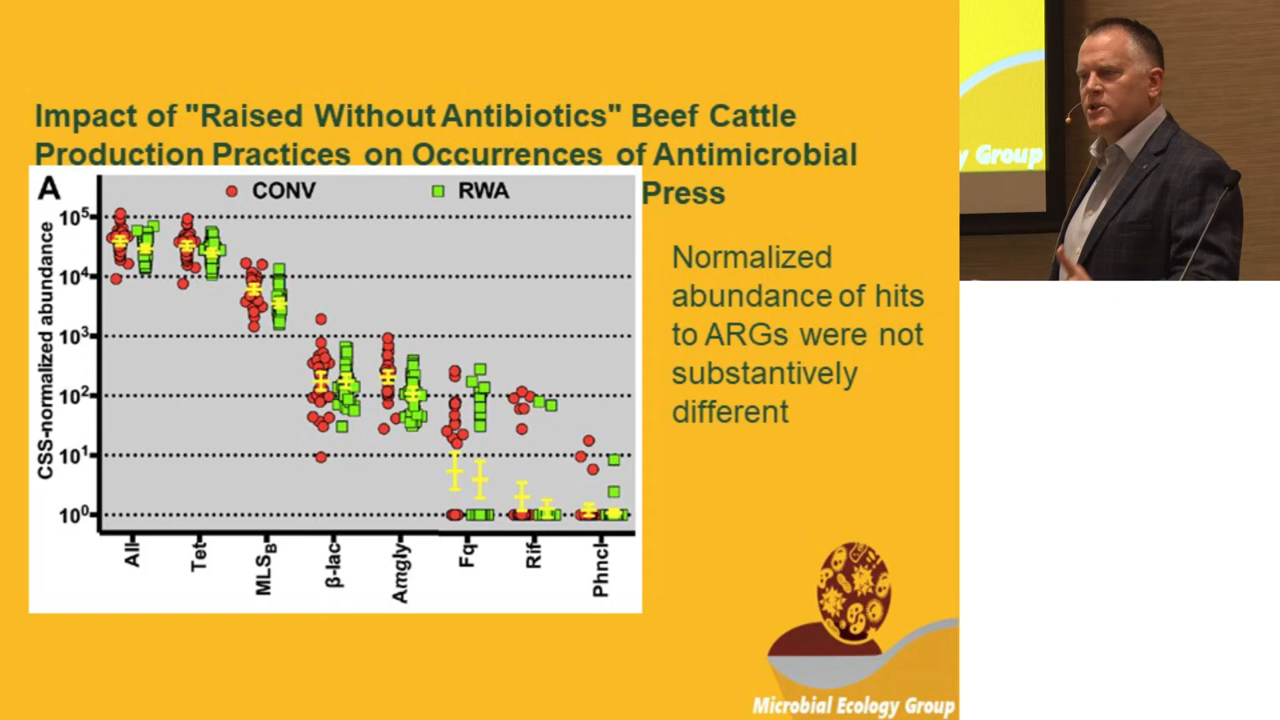 Impact of "Raised Without Antibiotics" Beef Cattle
Production Practices on Occurrences of Antimicrobial
Press
A
CONV
RWA
CSS-normalized abundance
10⁵
10⁴
10³
10²
10¹
10⁰
All
Tet
MLS_B
β-lac
Amgly
Fq
Rif
Phncl
Normalized
abundance of hits
to ARGs were not
substantively
different
Microbial Ecology Group
y Group